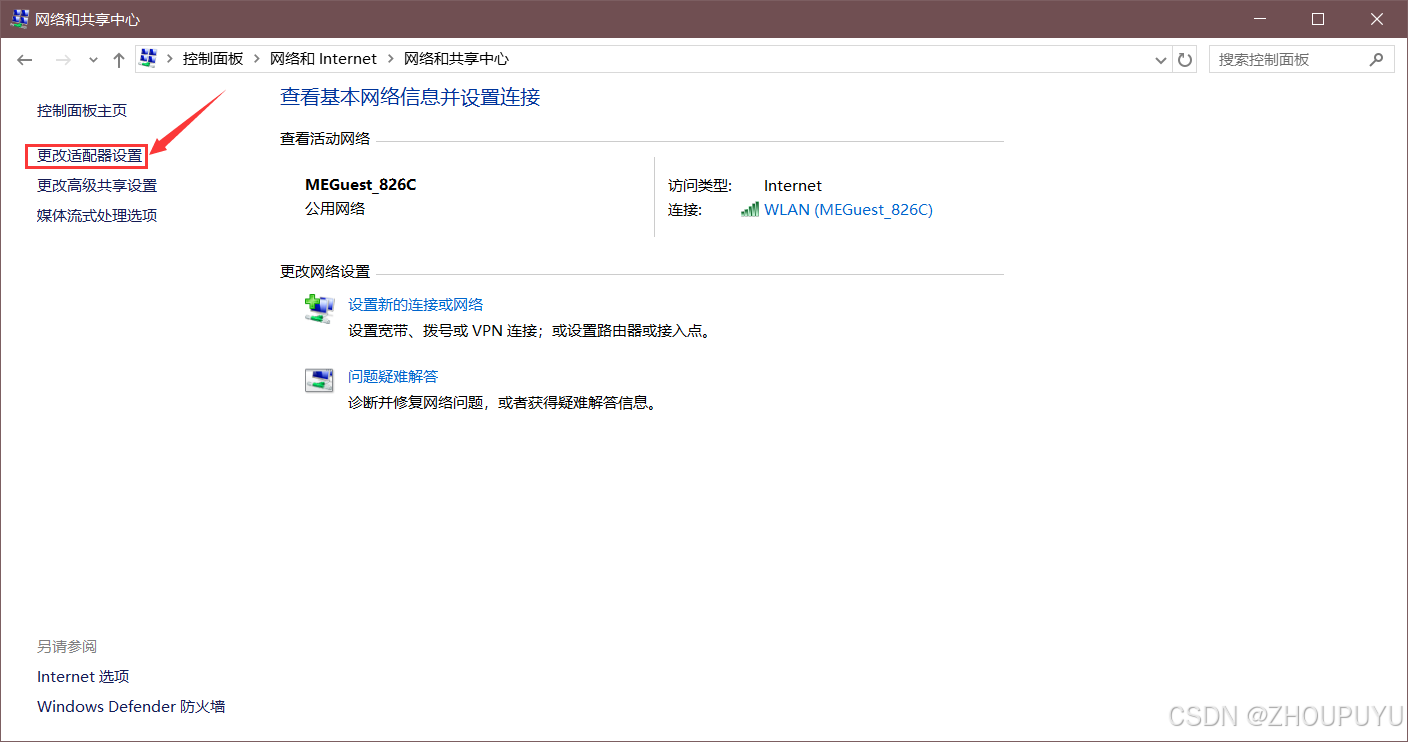 网络和共享中心
控制面板 网络和 Internet 网络和共享中心 搜索控制面板
控制面板主页
更改适配器设置
更改高级共享设置
媒体流式处理选项
查看基本网络信息并设置连接
查看活动网络
MEGuest_826C
公用网络
访问类型: Internet
连接: WLAN (MEGuest_826C)
更改网络设置
设置新的连接或网络
设置宽带、拨号或 VPN 连接；或设置路由器或接入点。
问题疑难解答
诊断并修复网络问题，或者获得疑难解答信息。
另请参阅
Internet 选项
Windows Defender 防火墙
CSDN @ZHOUPUYU